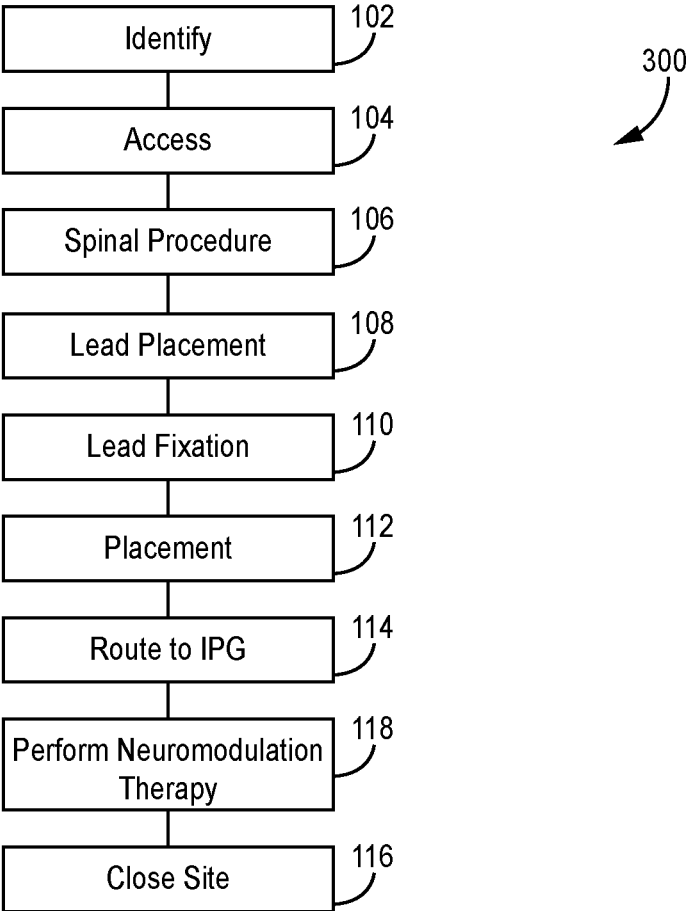 Identify
102
300
Access
104
Spinal Procedure
106
Lead Placement
108
Lead Fixation
110
Placement
112
Route to IPG
114
Perform Neuromodulation
Therapy
118
Close Site
116